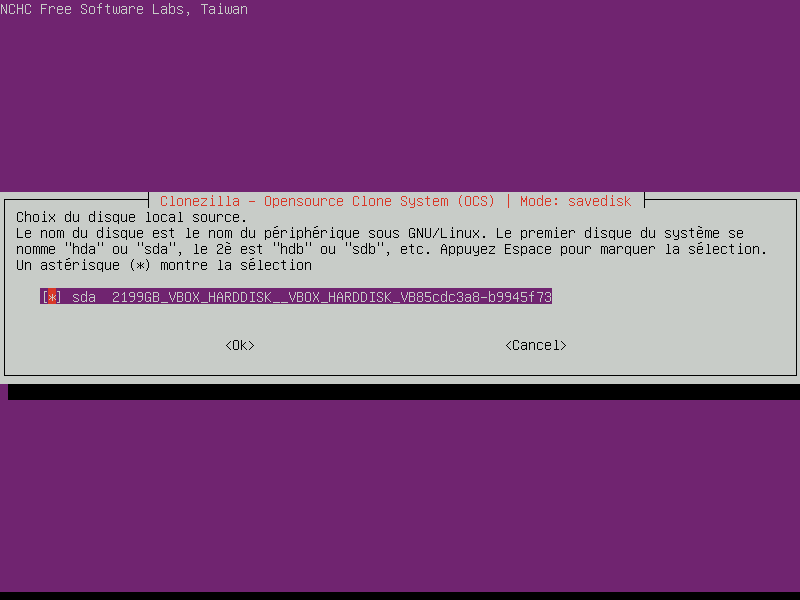 NCHC Free Software Labs, Taiwan
Clonezilla - Opensource Clone System (OCS) | Mode: savedisk
Choix du disque local source.
Le nom du disque est le nom du périphérique sous GNU/Linux. Le premier disque du système se
nomme "hda" ou "sda", le 2è est "hdb" ou "sdb", etc. Appuyez Espace pour marquer la sélection.
Un astérisque (*) montre la sélection
[*] sda  2199GB_VBOX_HARDDISK__VBOX_HARDDISK_VB85cdc3a8-b9945f73
<Ok> <Cancel>